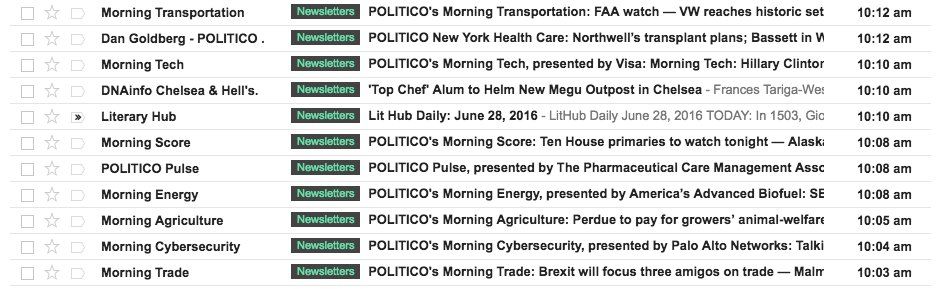 Morning Transportation Newsletters POLITICO's Morning Transportation: FAA watch — VW reaches historic set 10:12 am
Dan Goldberg - POLITICO . Newsletters POLITICO New York Health Care: Northwell's transplant plans; Bassett in W 10:12 am
Morning Tech Newsletters POLITICO's Morning Tech, presented by Visa: Morning Tech: Hillary Clinton 10:10 am
DNAinfo Chelsea & Hell's. Newsletters 'Top Chef' Alum to Helm New Megu Outpost in Chelsea - Frances Tariga-Wes 10:10 am
Literary Hub Newsletters Lit Hub Daily: June 28, 2016 - LitHub Daily June 28, 2016 TODAY: In 1503, Gio 10:10 am
Morning Score Newsletters POLITICO's Morning Score: Ten House primaries to watch tonight — Alaska 10:08 am
POLITICO Pulse Newsletters POLITICO Pulse, presented by The Pharmaceutical Care Management Asso 10:08 am
Morning Energy Newsletters POLITICO's Morning Energy, presented by America's Advanced Biofuel: SE 10:08 am
Morning Agriculture Newsletters POLITICO's Morning Agriculture: Perdue to pay for growers' animal-welfare 10:05 am
Morning Cybersecurity Newsletters POLITICO's Morning Cybersecurity, presented by Palo Alto Networks: Talki 10:04 am
Morning Trade Newsletters POLITICO's Morning Trade: Brexit will focus three amigos on trade — Malm 10:03 am